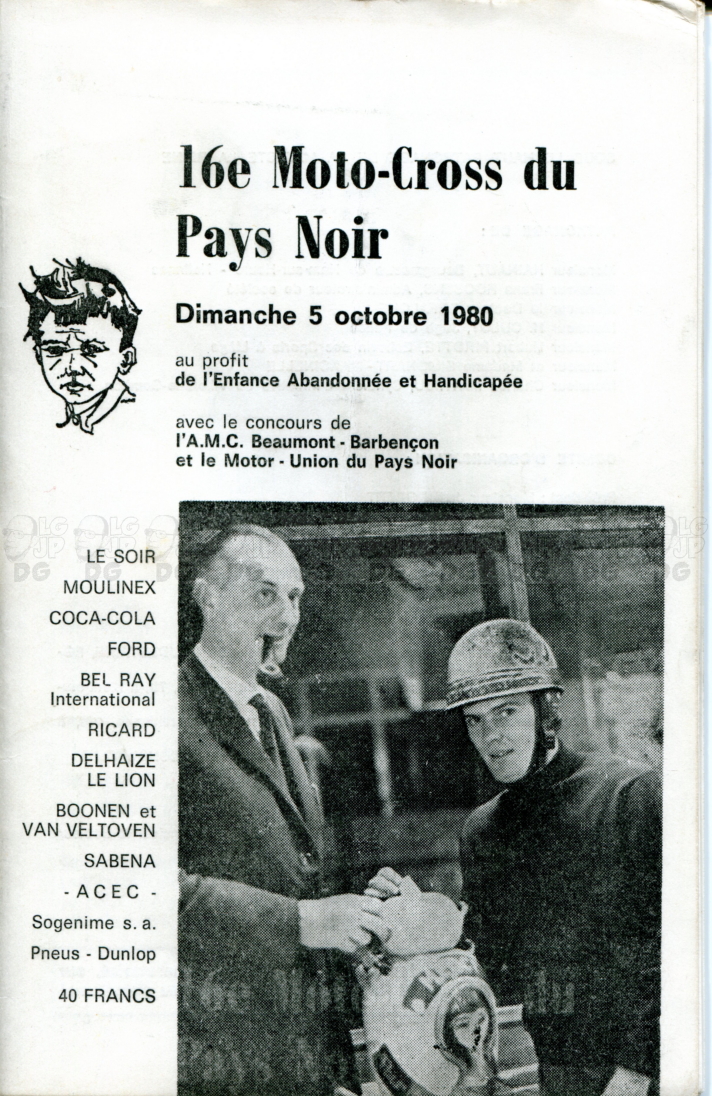 16e Moto-Cross du
Pays Noir
Dimanche 5 octobre 1980
au profit
de l'Enfance Abandonnée et Handicapée
avec le concours de
l'A.M.C. Beaumont - Barbençon
et le Motor - Union du Pays Noir
LE SOIR
MOULINEX
COCA-COLA
FORD
BEL RAY
International
RICARD
DELHAIZE
LE LION
BOONEN et
VAN VELTOVEN
SABENA
- ACEC -
Sogenime s. a.
Pneus - Dunlop
40 FRANCS